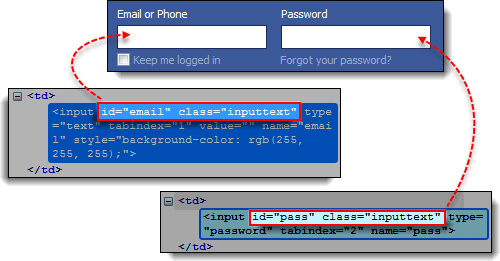 Email or Phone Password
Keep me logged in Forgot your password?
<td>
<input id="email" class="inputtext" type
="text" tabindex="1" value="" name="emai
l" style="background-color: rgb(255,
255, 255);">
</td>
<td>
<input id="pass" class="inputtext" type=
"password" tabindex="2" name="pass">
</td>